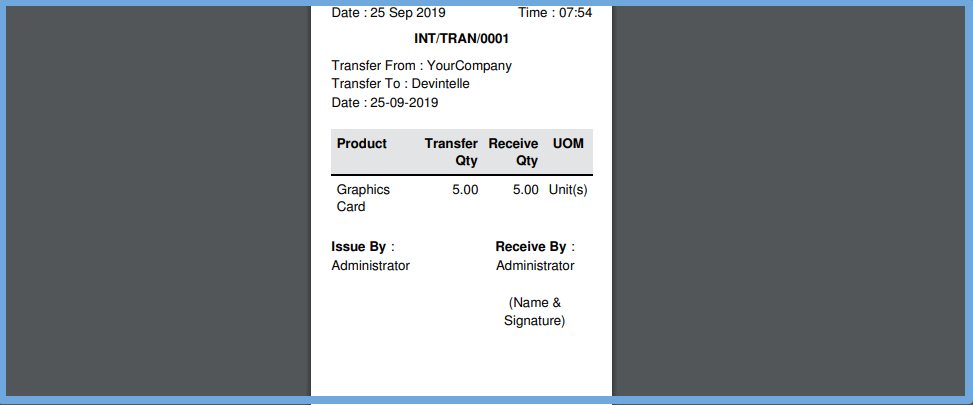 Date : 25 Sep 2019 Time : 07:54
INT/TRAN/0001
Transfer From : YourCompany
Transfer To : Devintelle
Date : 25-09-2019
Product Transfer Qty Receive Qty UOM
Graphics Card 5.00 5.00 Unit(s)
Issue By : Receive By :
Administrator Administrator
(Name &
Signature)